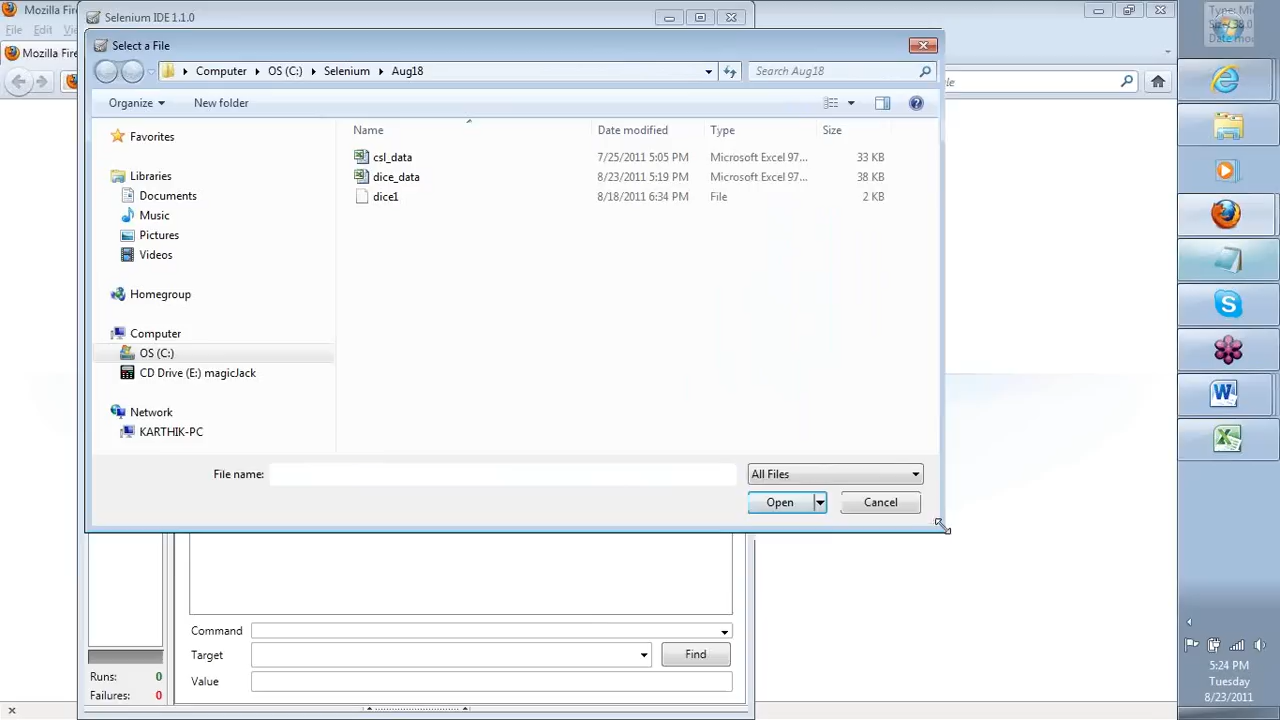 Selenium IDE 1.1.0
Mozilla Fire
File Edit Vi
Mozilla Fire
Select a File
Computer OS (C:) Selenium Aug18
Search Aug18
Organize New folder
Favorites
Libraries
Documents
Music
Pictures
Videos
Homegroup
Computer
OS (C:)
CD Drive (E:) magicJack
Network
KARTHIK-PC
Name Date modified Type Size
csl_data 7/25/2011 5:05 PM Microsoft Excel 97... 33 KB
dice_data 8/23/2011 5:19 PM Microsoft Excel 97... 38 KB
dice1 8/18/2011 6:34 PM File 2 KB
File name:
All Files
Open Cancel
Command
Target Find
Value
Runs: 0
Failures: 0
5:24 PM
Tuesday
8/23/2011